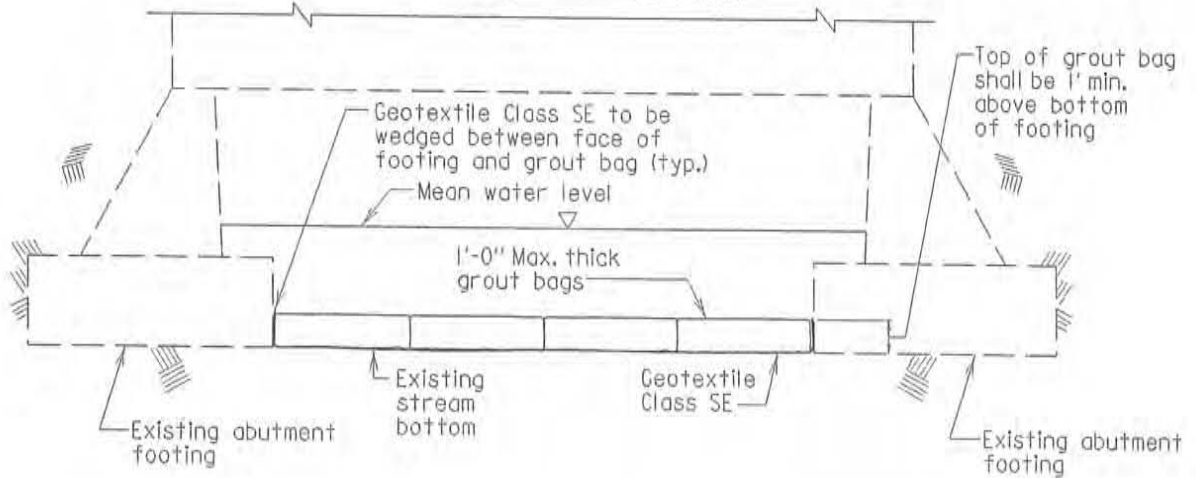 Top of grout bag
shall be 1' min.
above bottom
of footing
Geotextile Class SE to be
wedged between face of
footing and grout bag (typ.)
Mean water level
1'-0" Max. thick
grout bags
Existing
stream
bottom
Geotextile
Class SE
Existing abutment
footing
Existing abutment
footing